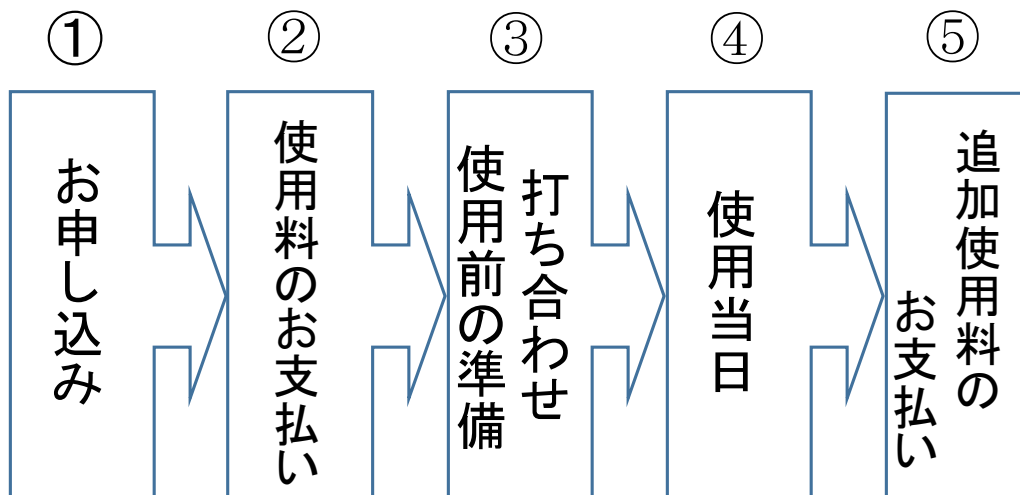 ①
お申し込み
②
使用料のお支払い
③
打ち合わせ
使用前の準備
④
使用当日
⑤
追加使用料の
お支払い